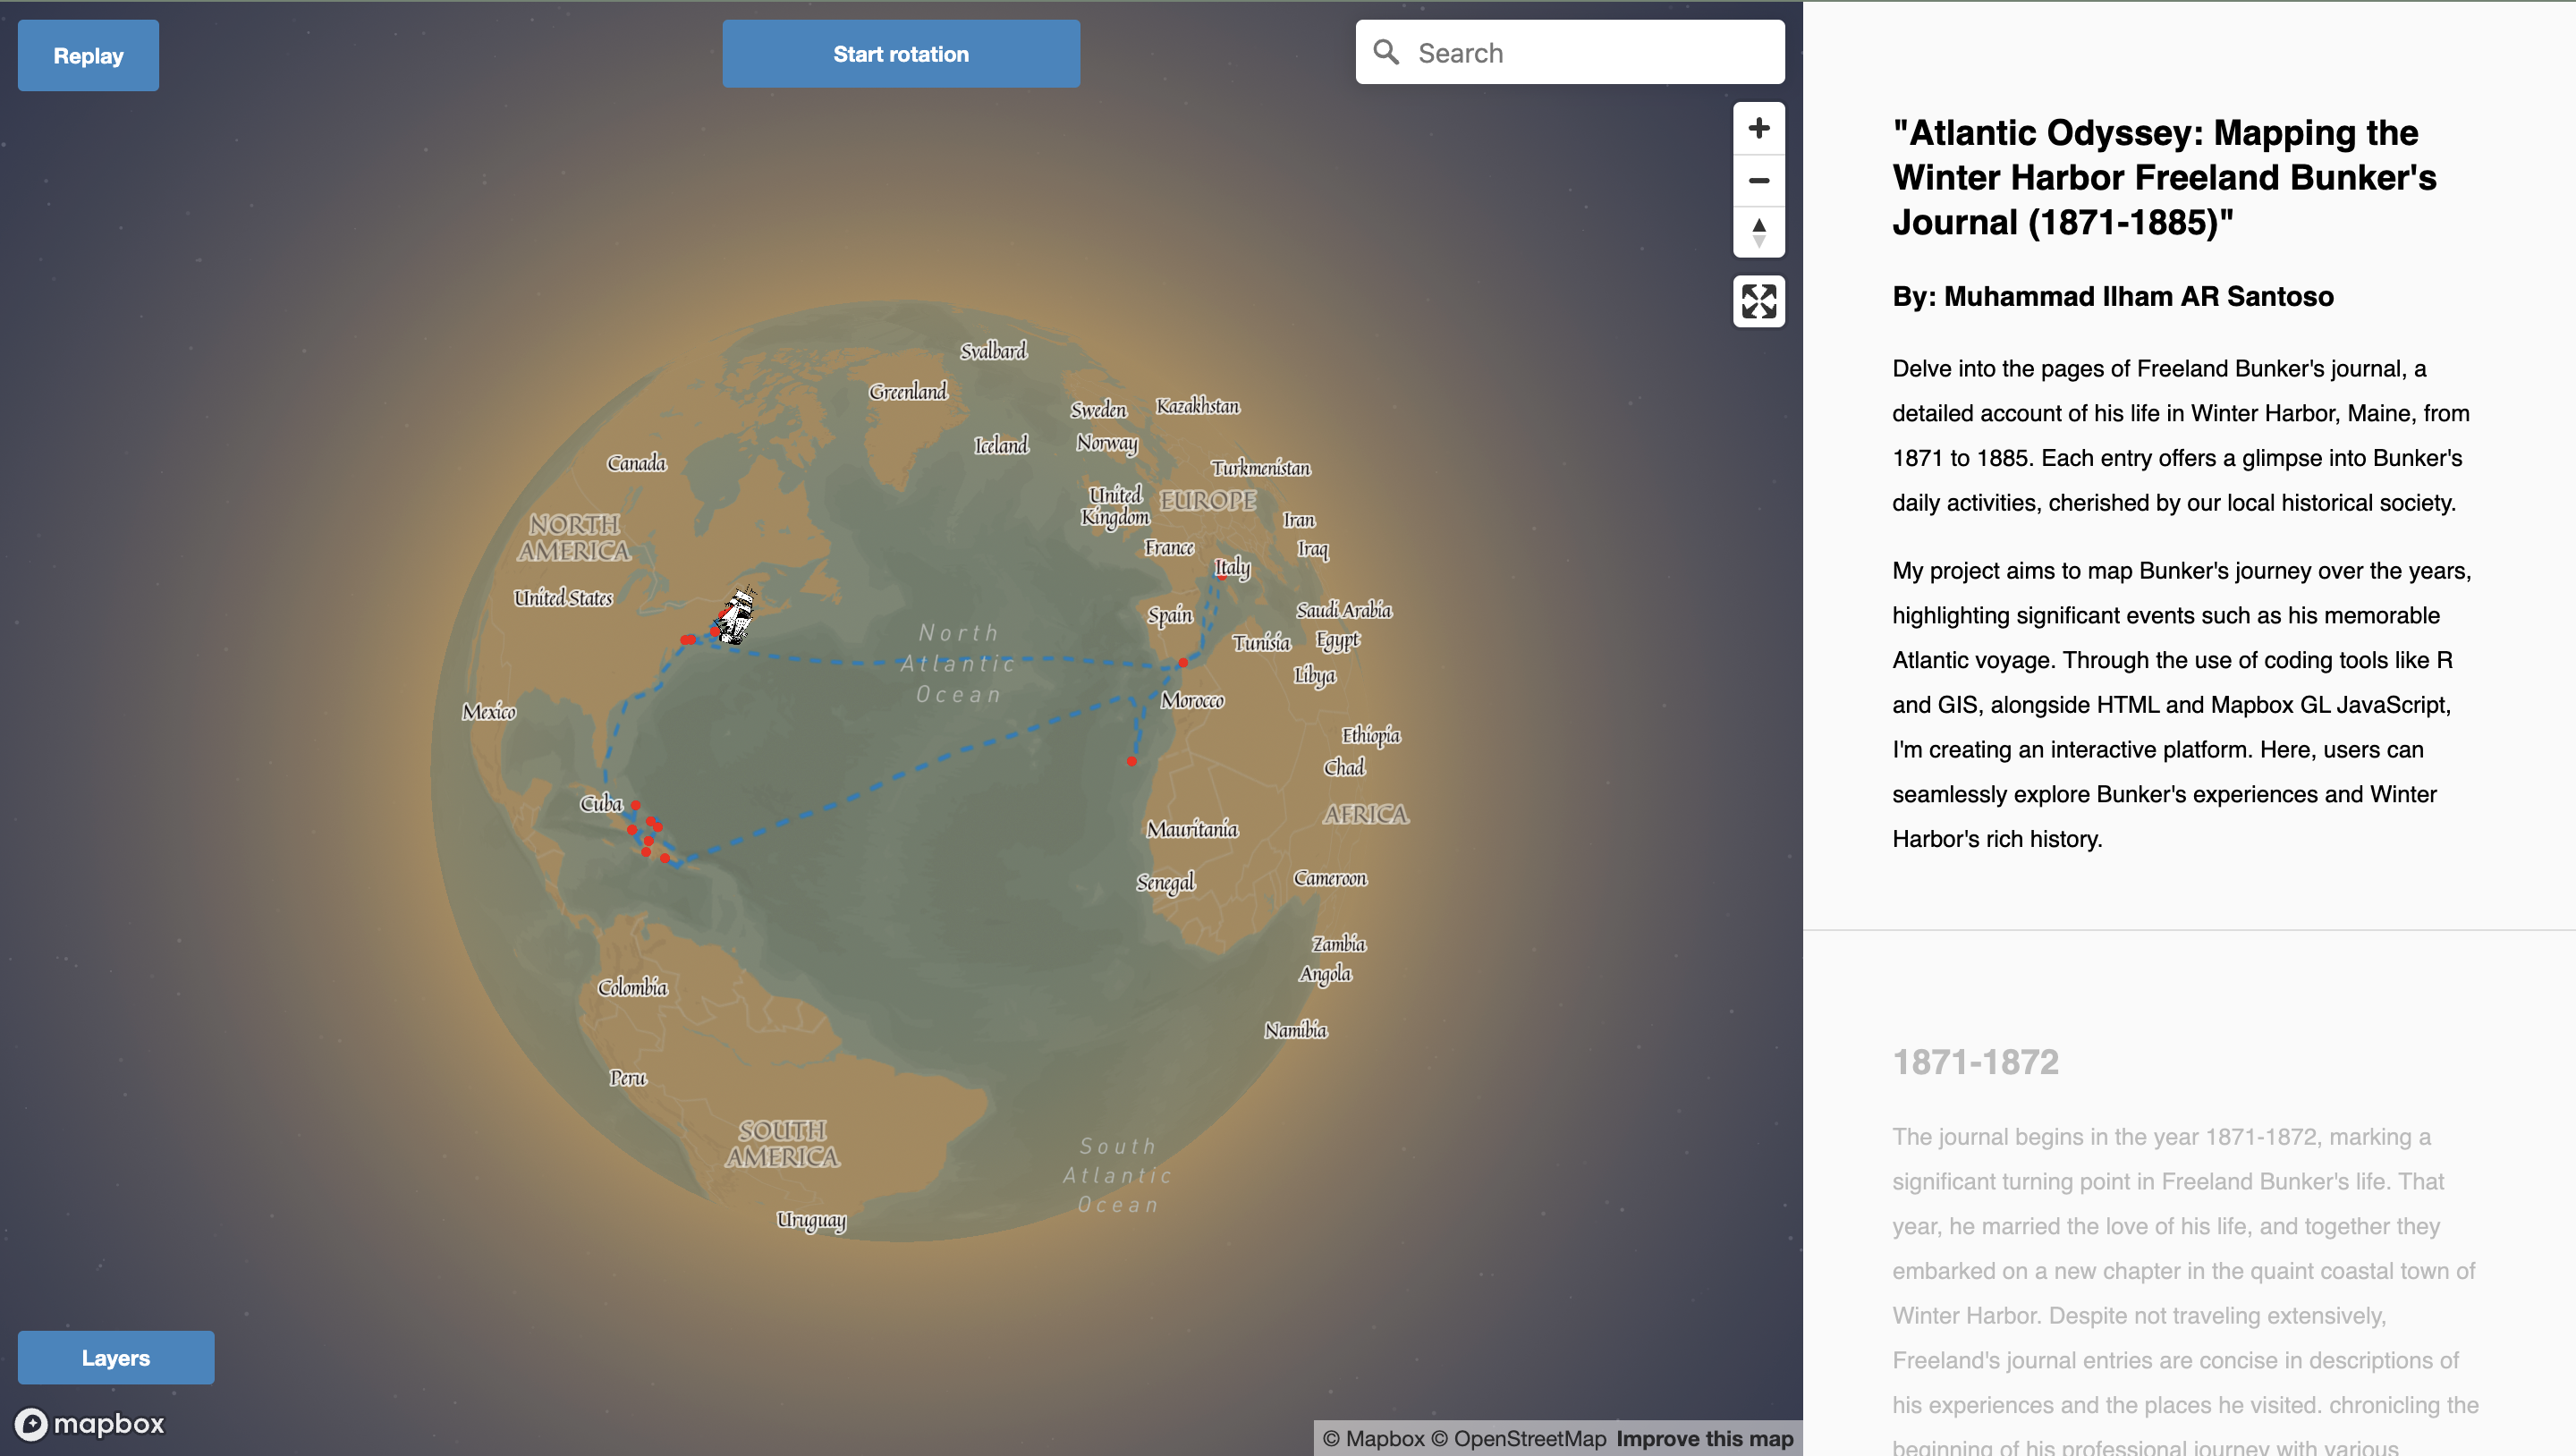 Replay
Start rotation
Search
Svalbard
Greenland
Sweden
Kazakhstan
Iceland
Norway
Canada
Turkmenistan
United
Kingdom
EUROPE
NORTH
AMERICA
Iran
France
Iraq
Italy
United States
Spain
Saudi Arabia
North
Atlantic
Ocean
Tunisia
Egypt
Libya
Mexico
Morocco
Ethiopia
Chad
Cuba
AFRICA
Mauritania
Senegal
Cameroon
Zambia
Angola
Colombia
Namibia
Peru
SOUTH
AMERICA
South
Atlantic
Ocean
Uruguay
Layers
mapbox
© Mapbox © OpenStreetMap Improve this map
"Atlantic Odyssey: Mapping the
Winter Harbor Freeland Bunker's
Journal (1871-1885)"
By: Muhammad Ilham AR Santoso
Delve into the pages of Freeland Bunker's journal, a
detailed account of his life in Winter Harbor, Maine, from
1871 to 1885. Each entry offers a glimpse into Bunker's
daily activities, cherished by our local historical society.
My project aims to map Bunker's journey over the years,
highlighting significant events such as his memorable
Atlantic voyage. Through the use of coding tools like R
and GIS, alongside HTML and Mapbox GL JavaScript,
I'm creating an interactive platform. Here, users can
seamlessly explore Bunker's experiences and Winter
Harbor's rich history.
1871-1872
The journal begins in the year 1871-1872, marking a
significant turning point in Freeland Bunker's life. That
year, he married the love of his life, and together they
embarked on a new chapter in the quaint coastal town of
Winter Harbor. Despite not traveling extensively,
Freeland's journal entries are concise in descriptions of
his experiences and the places he visited. chronicling the
beginning of his professional journey with various